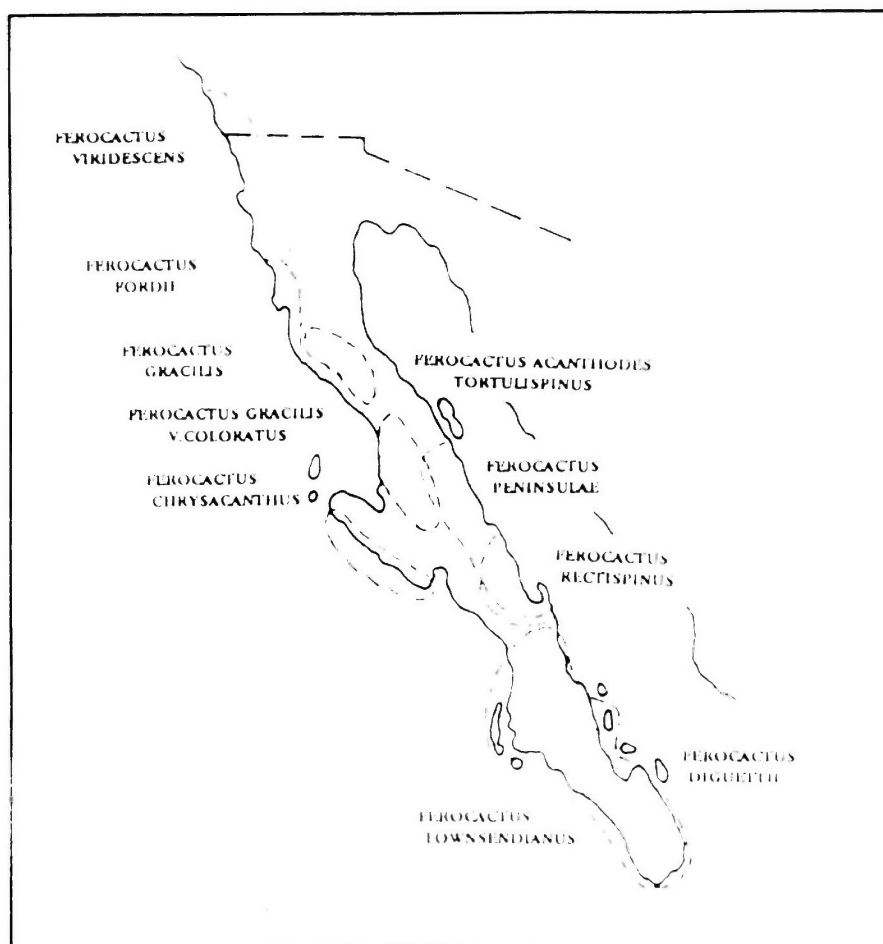 FEROCACTUS
VIRIDESCENS
FEROCACTUS
FORDII
FEROCACTUS
GRACILIS
FEROCACTUS GRACILIS
V. COLORATUS
FEROCACTUS
CHRYSACANTHUS
FEROCACTUS ACANTHODES
TORTULISPINUS
FEROCACTUS
PENINSULAE
FEROCACTUS
RECTISPINUS
FEROCACTUS
DIGUETII
FEROCACTUS
TOWNSENDIANUS